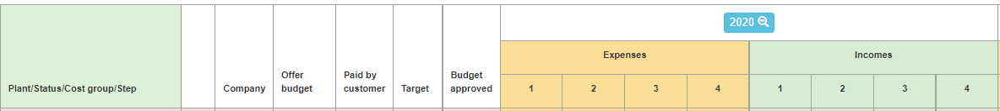 2020
Expenses Incomes
Plant/Status/Cost group/Step Company Offer budget Paid by customer Target Budget approved
1 2 3 4 1 2 3 4